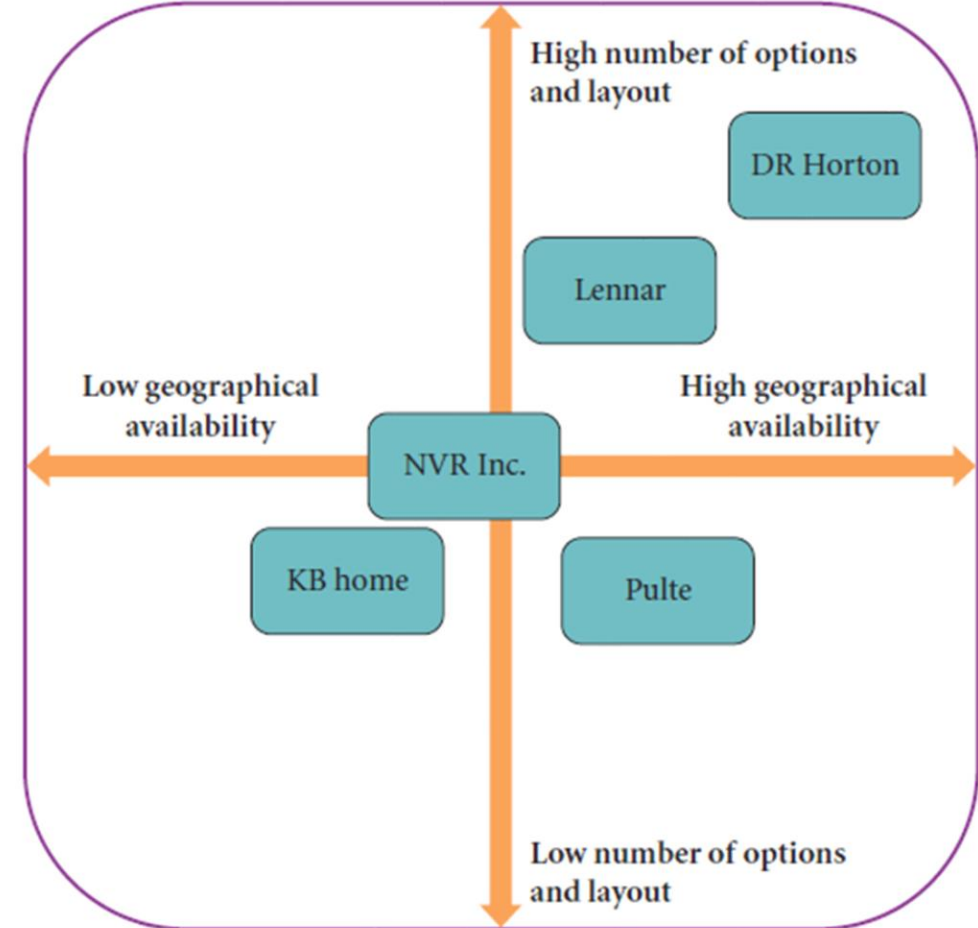 High number of options
and layout
DR Horton
Lennar
Low geographical
availability
High geographical
availability
NVR Inc.
KB home
Pulte
Low number of options
and layout